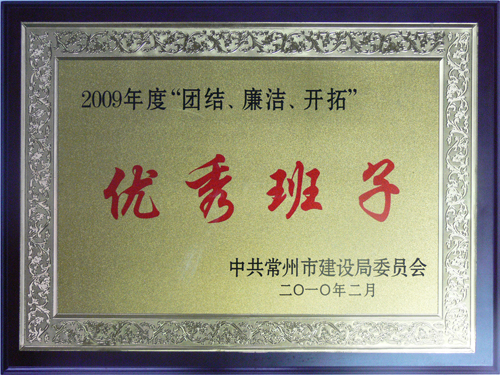 2009年度“团结、廉洁、开拓”
优秀班子
中共常州市建设局委员会
二〇一〇年二月